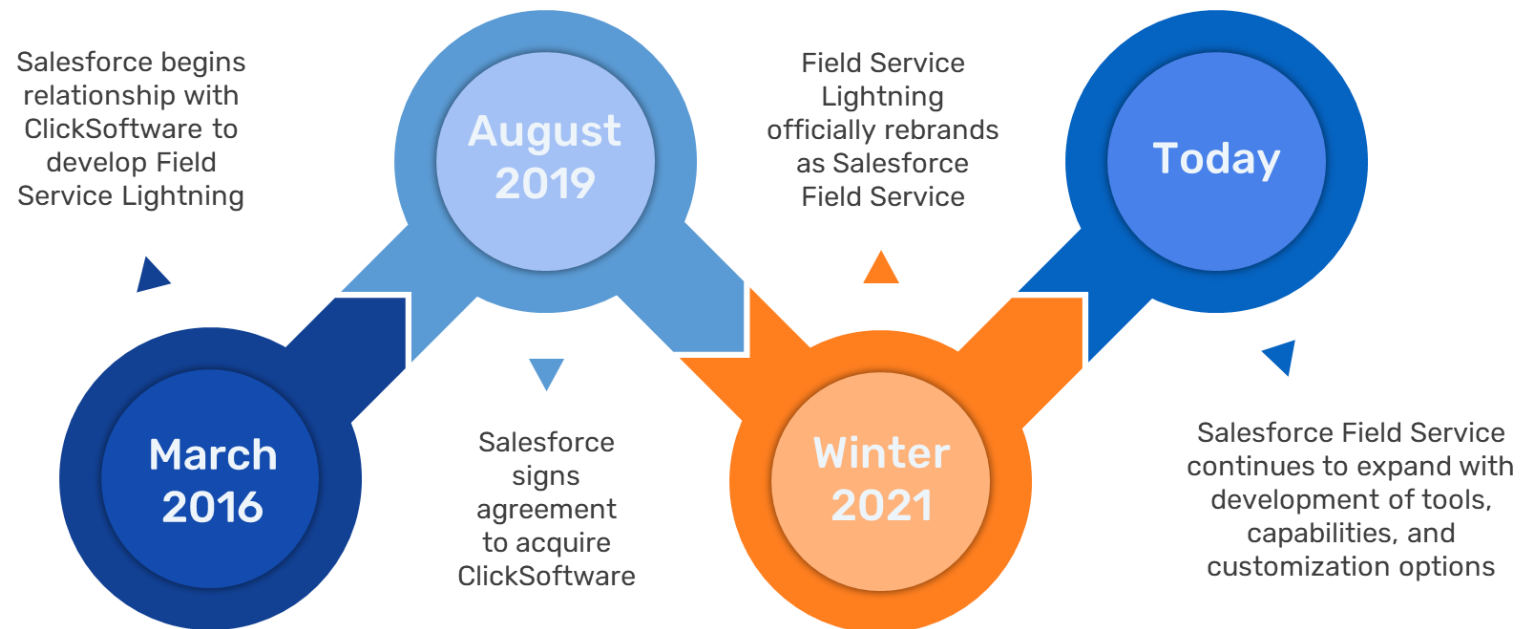 Salesforce begins
relationship with
ClickSoftware to
develop Field
Service Lightning
March
2016
August
2019
Salesforce
signs
agreement
to acquire
ClickSoftware
Field Service
Lightning
officially rebrands
as Salesforce
Field Service
Winter
2021
Today
Salesforce Field Service
continues to expand with
development of tools,
capabilities, and
customization options